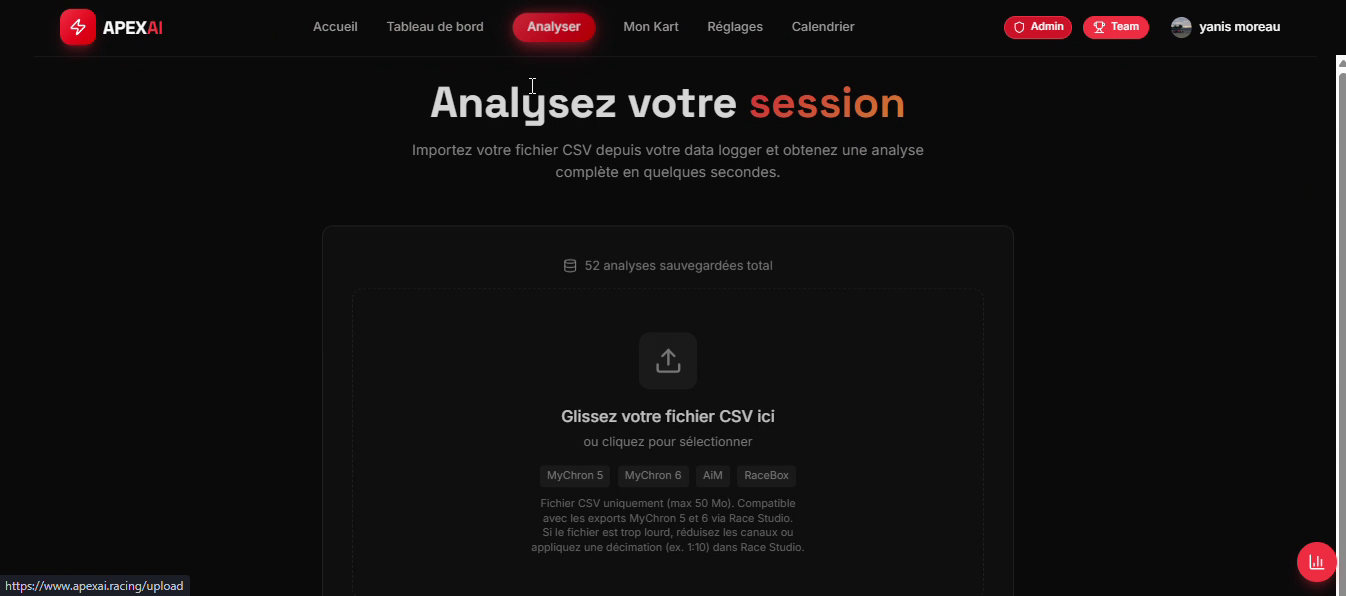 APEXAI
Accueil
Tableau de bord
Analyser
Mon Kart
Réglages
Calendrier
Admin
Team
yanis moreau
Analysez votre session
Importez votre fichier CSV depuis votre data logger et obtenez une analyse
complète en quelques secondes.
52 analyses sauvegardées total
Glissez votre fichier CSV ici
ou cliquez pour sélectionner
MyChron 5
MyChron 6
AiM
RaceBox
Fichier CSV uniquement (max 50 Mo). Compatible
avec les exports MyChron 5 et 6 via Race Studio.
Si le fichier est trop lourd, réduisez les canaux ou
appliquez une décimation (ex. 1:10) dans Race Studio.
https://www.apexai.racing/upload